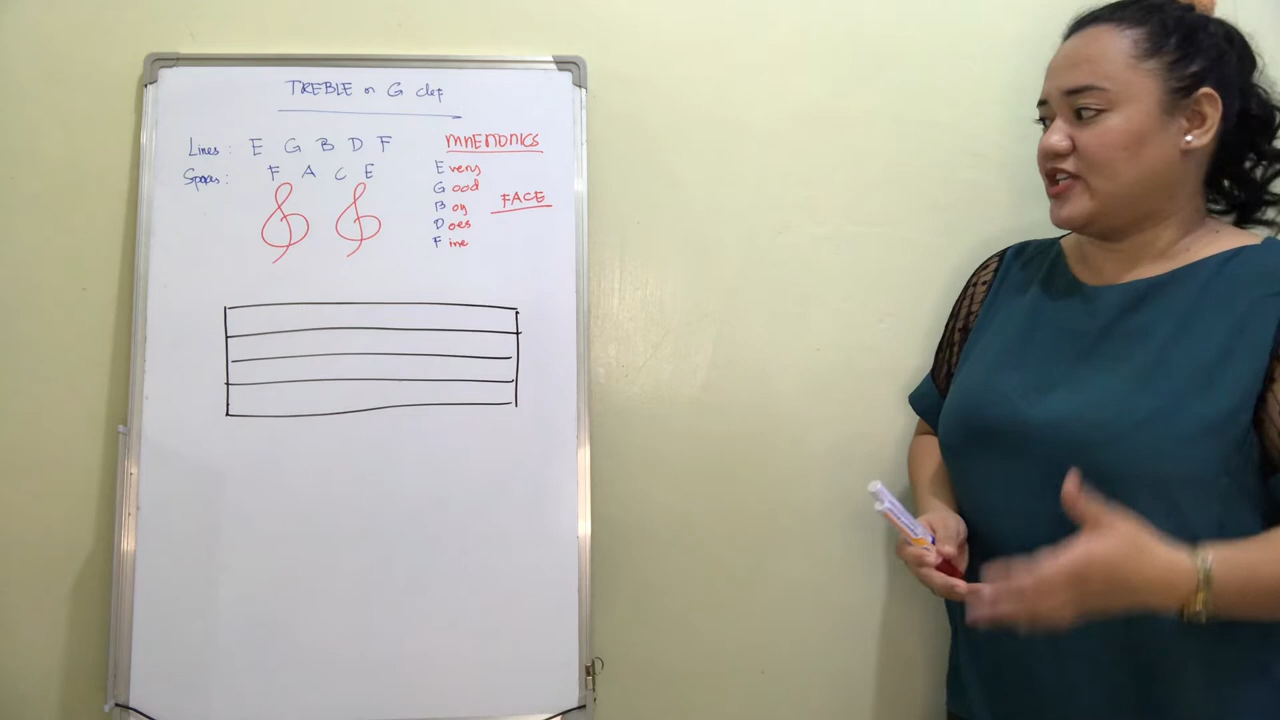 TREBLE or G clef
Lines : E G B D F
Spaces : F A C E
MNEMONICS
Every
Good
Boy
Does
Fine
FACE